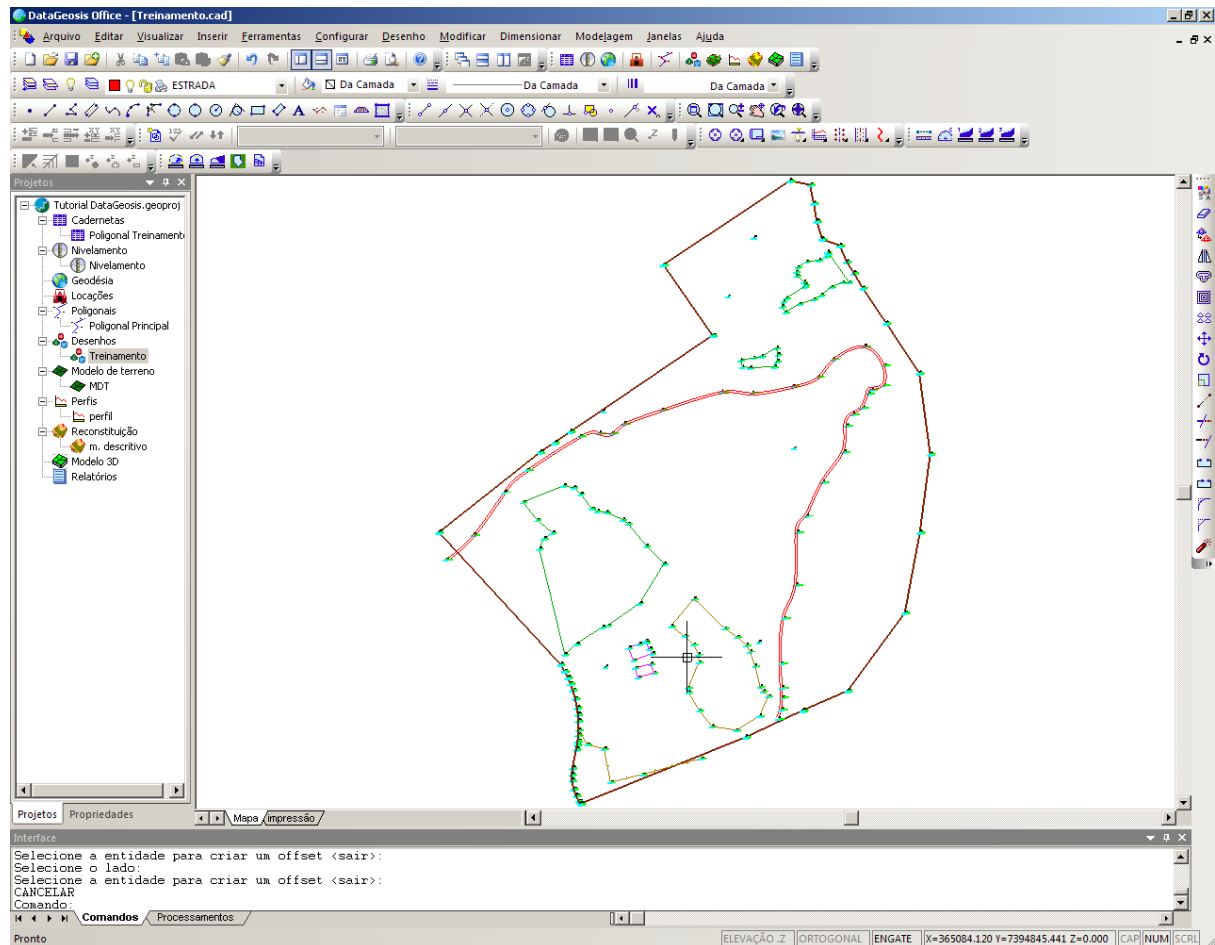 DataGeosis Office - [Treinamento.cad]
Arquivo Editar Visualizar Inserir Ferramentas Configurar Desenho Modificar Dimensionar Modelagem Janelas Ajuda
ESTRADA Da Camada Da Camada Da Camada
Projetos
Tutorial DataGeosis.geoproj
Cadernetas
Poligonal Treinamento
Nivelamento
Nivelamento
Geodésia
Locações
Poligonais
Poligonal Principal
Desenhos
Treinamento
Modelo de terreno
MDT
Perfis
perfil
Reconstituição
m. descritivo
Modelo 3D
Relatórios
Projetos Propriedades
Mapa impressão
Interface
Selecione a entidade para criar um offset <sair>:
Selecione o lado:
Selecione a entidade para criar um offset <sair>:
CANCELAR
Comando:
Comandos Processamentos
Pronto
ELEVAÇÃO .Z ORTOGONAL ENGATE X=365084.120 Y=7394845.441 Z=0.000 CAP NUM SCRL